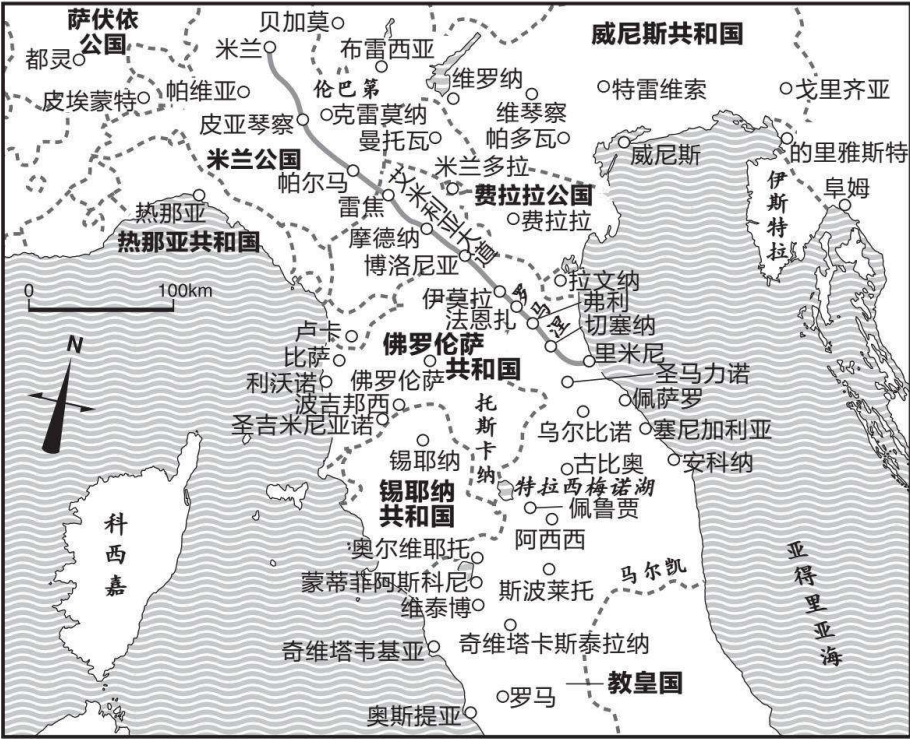 萨伏依
公国
贝加莫
都灵
米兰
布雷西亚
威尼斯共和国
伦巴第
维罗纳
皮埃蒙特
帕维亚
特雷维索
戈里齐亚
克雷莫纳
维琴察
皮亚琴察
曼托瓦
帕多瓦
威尼斯
的里雅斯特
米兰公国
米兰多拉
帕尔马
艾米利亚大道
费拉拉公国
伊斯特拉
阜姆
热那亚
雷焦
费拉拉
热那亚共和国
摩德纳
博洛尼亚
拉文纳
0
100km
伊莫拉
罗马涅
弗利
法恩扎
切塞纳
卢卡
佛罗伦萨
共和国
里米尼
N
比萨
圣马力诺
利沃诺
佛罗伦萨
佩萨罗
波吉邦西
托斯卡纳
圣吉米尼亚诺
乌尔比诺
塞尼加利亚
锡耶纳
古比奥
安科纳
特拉西梅诺湖
锡耶纳
共和国
佩鲁贾
科西嘉
阿西西
奥尔维耶托
亚得里亚海
马尔凯
蒙蒂菲阿斯科尼
斯波莱托
维泰博
奇维塔卡斯泰拉纳
奇维塔韦基亚
教皇国
罗马
奥斯提亚